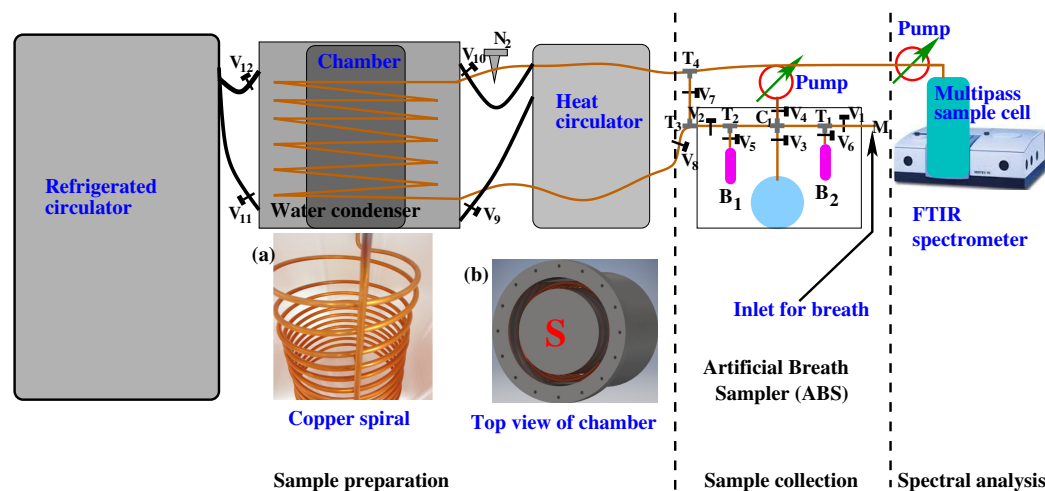 Pump
N2
T4
V12
V10
Chamber
Pump
Multipass
sample cell
Heat
circulator
V7
V4
V2
T2
C1
T1
V1
T3
M
V5
V3
V6
V8
Refrigerated
circulator
B1
B2
Water condenser
V11
V9
FTIR
spectrometer
(a)
(b)
S
Inlet for breath
Artificial Breath
Sampler (ABS)
Copper spiral
Top view of chamber
Sample preparation
Sample collection
Spectral analysis